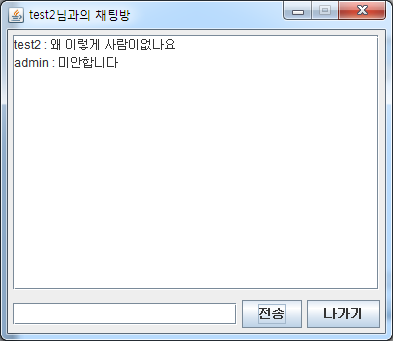 test2님과의 채팅방
test2 : 왜 이렇게 사람이없나요
admin : 미안합니다
전송 나가기